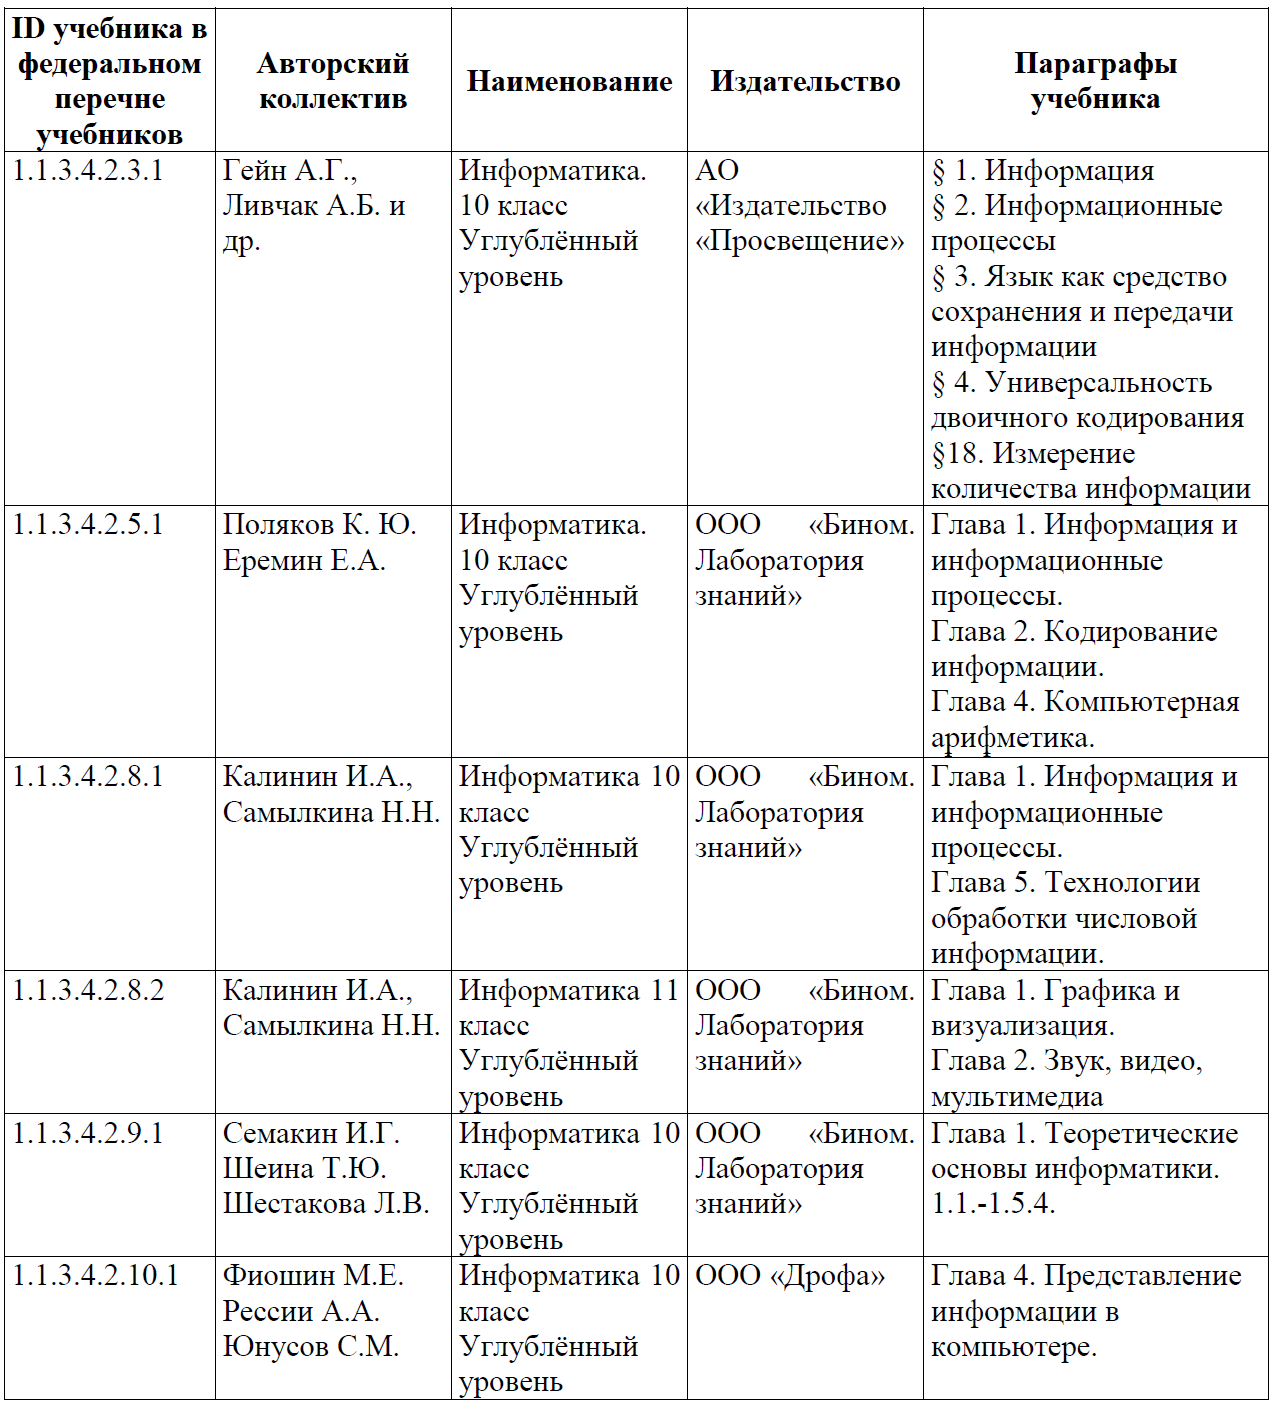 ID учебника в
федеральном
перечне
учебников
Авторский
коллектив
Наименование
Издательство
Параграфы
учебника
1.1.3.4.2.3.1
Гейн А.Г.,
Ливчак А.Б. и
др.
Информатика.
10 класс
Углублённый
уровень
АО
«Издательство
«Просвещение»
§ 1. Информация
§ 2. Информационные
процессы
§ 3. Язык как средство
сохранения и передачи
информации
§ 4. Универсальность
двоичного кодирования
§18. Измерение
количества информации
1.1.3.4.2.5.1
Поляков К. Ю.
Еремин Е.А.
Информатика.
10 класс
Углублённый
уровень
ООО «Бином.
Лаборатория
знаний»
Глава 1. Информация и
информационные
процессы.
Глава 2. Кодирование
информации.
Глава 4. Компьютерная
арифметика.
1.1.3.4.2.8.1
Калинин И.А.,
Самылкина Н.Н.
Информатика 10
класс
Углублённый
уровень
ООО «Бином.
Лаборатория
знаний»
Глава 1. Информация и
информационные
процессы.
Глава 5. Технологии
обработки числовой
информации.
1.1.3.4.2.8.2
Калинин И.А.,
Самылкина Н.Н.
Информатика 11
класс
Углублённый
уровень
ООО «Бином.
Лаборатория
знаний»
Глава 1. Графика и
визуализация.
Глава 2. Звук, видео,
мультимедиа
1.1.3.4.2.9.1
Семакин И.Г.
Шеина Т.Ю.
Шестакова Л.В.
Информатика 10
класс
Углублённый
уровень
ООО «Бином.
Лаборатория
знаний»
Глава 1. Теоретические
основы информатики.
1.1.-1.5.4.
1.1.3.4.2.10.1
Фиошин М.Е.
Рессии А.А.
Юнусов С.М.
Информатика 10
класс
Углублённый
уровень
ООО «Дрофа»
Глава 4. Представление
информации в
компьютере.